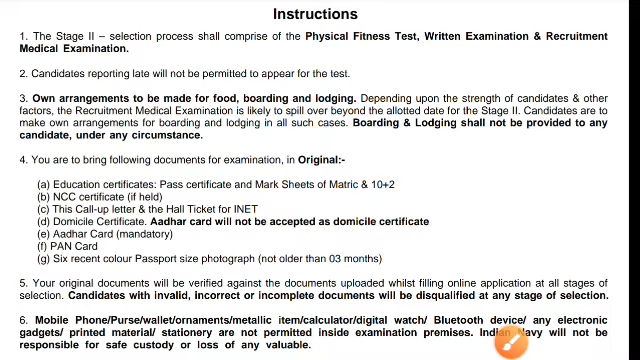 Instructions
1. The Stage II – selection process shall comprise of the Physical Fitness Test, Written Examination & Recruitment
Medical Examination.
2. Candidates reporting late will not be permitted to appear for the test.
3. Own arrangements to be made for food, boarding and lodging. Depending upon the strength of candidates & other
factors, the Recruitment Medical Examination is likely to spill over beyond the allotted date for the Stage II. Candidates are to
make own arrangements for boarding and lodging in all such cases. Boarding & Lodging shall not be provided to any
candidate, under any circumstance.
4. You are to bring following documents for examination, in Original:-
(a) Education certificates: Pass certificate and Mark Sheets of Matric & 10+2
(b) NCC certificate (if held)
(c) This Call-up letter & the Hall Ticket for INET
(d) Domicile Certificate. Aadhar card will not be accepted as domicile certificate
(e) Aadhar Card (mandatory)
(f) PAN Card
(g) Six recent colour Passport size photograph (not older than 03 months)
5. Your original documents will be verified against the documents uploaded whilst filling online application at all stages of
selection. Candidates with invalid, incorrect or incomplete documents will be disqualified at any stage of selection.
6. Mobile Phone/Purse/wallet/ornaments/metallic item/calculator/digital watch/ Bluetooth device/ any electronic
gadgets/ printed material/ stationery are not permitted inside examination premises. Indian Navy will not be
responsible for safe custody or loss of any valuable.